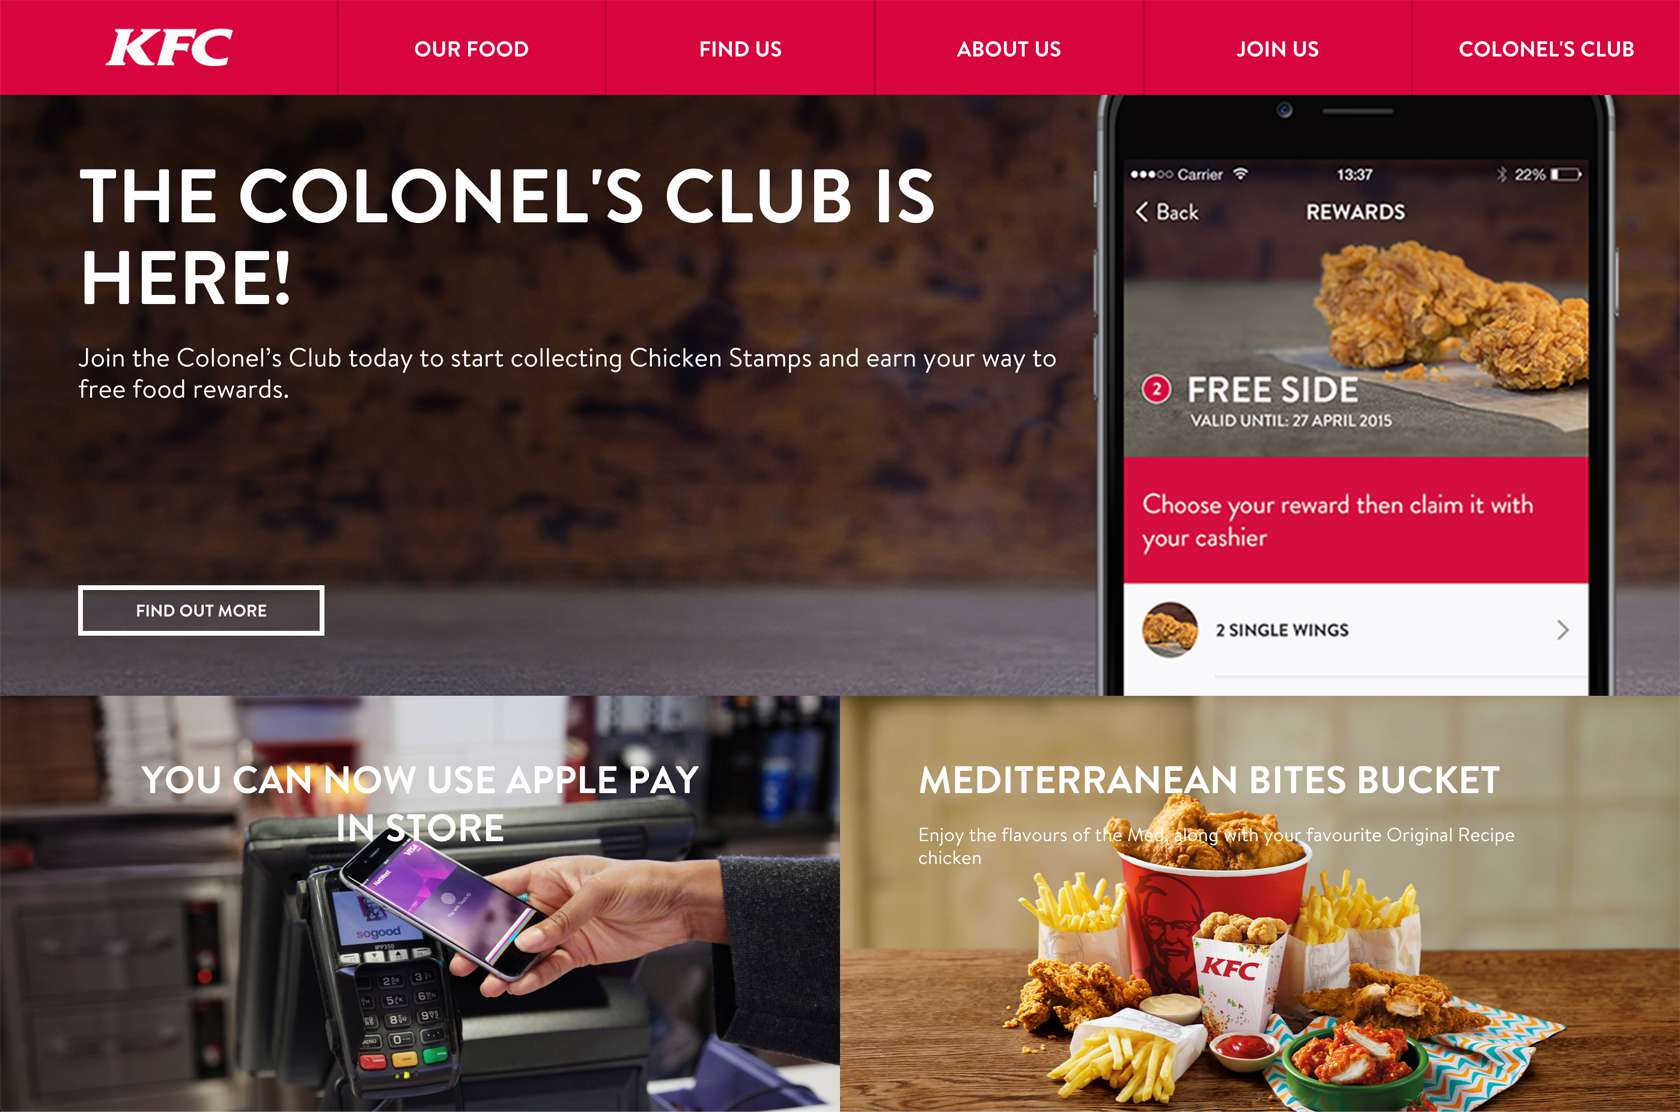 KFC
OUR FOOD
FIND US
ABOUT US
JOIN US
COLONEL'S CLUB
THE COLONEL'S CLUB IS
HERE!
Join the Colonel’s Club today to start collecting Chicken Stamps and earn your way to
free food rewards.
FIND OUT MORE
Carrier
13:37
22%
Back
REWARDS
2
FREE SIDE
VALID UNTIL: 27 APRIL 2015
Choose your reward then claim it with
your cashier
2 SINGLE WINGS
YOU CAN NOW USE APPLE PAY
IN STORE
VISA
NatWest
sogood
MEDITERRANEAN BITES BUCKET
Enjoy the flavours of the Med, along with your favourite Original Recipe
chicken
KFC